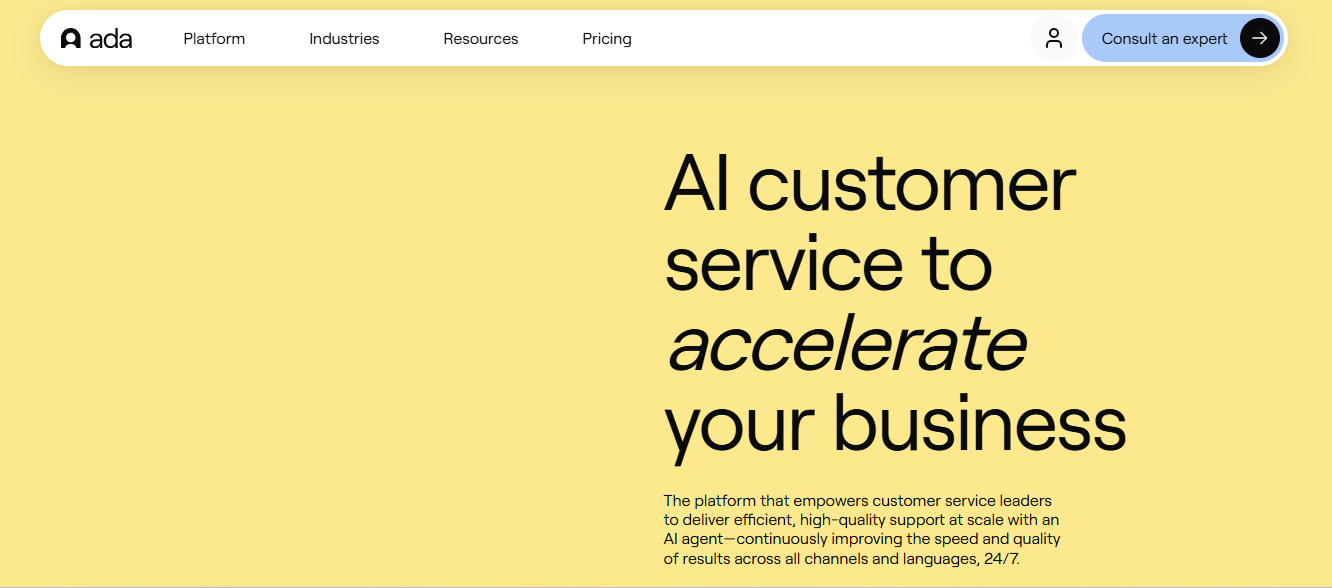 ada
Platform
Industries
Resources
Pricing
Consult an expert
AI customer
service to
accelerate
your business
The platform that empowers customer service leaders
to deliver efficient, high-quality support at scale with an
AI agent—continuously improving the speed and quality
of results across all channels and languages, 24/7.